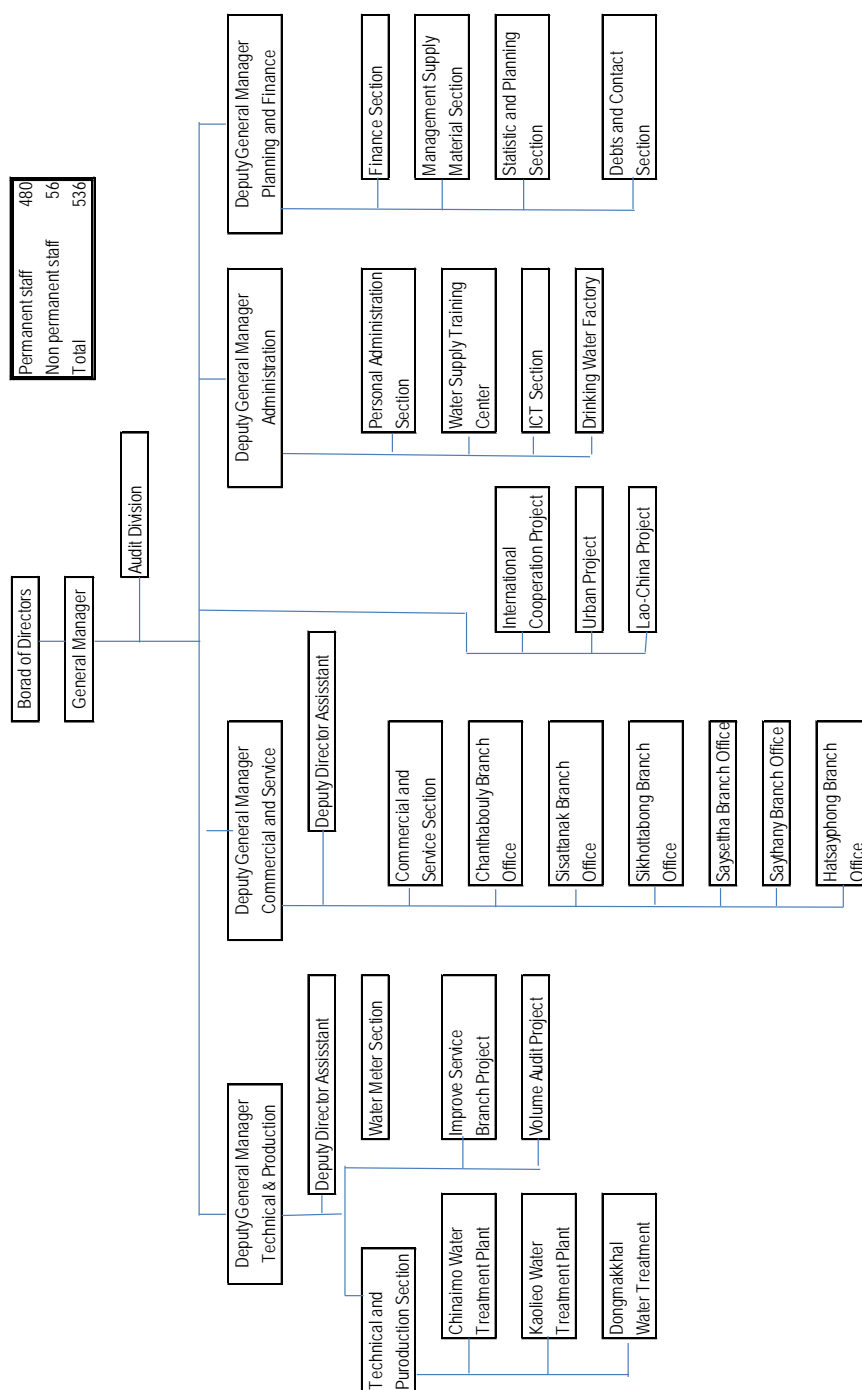 Borad of Directors
General Manager
Audit Division
Permanent staff 480
Non permanent staff 56
Total 536
Deputy General Manager
Technical & Production
Deputy Director Assisstant
Technical and
Puroduction Section
Chinaimo Water
Treatment Plant
Kaolieo Water
Treatment Plant
Dongmakkhal
Water Treatment
Water Meter Section
Improve Service
Branch Project
Volume Audit Project
Deputy General Manager
Commercial and Service
Deputy Director Assisstant
Commercial and
Service Section
Chanthabouly Branch
Office
Sisattanak Branch
Office
Sikhottabong Branch
Office
Saysettha Branch Office
Saythany Branch Office
Hatsayphong Branch
Office
International
Cooperation Project
Urban Project
Lao-China Project
Deputy General Manager
Administration
Personal Administration
Section
Water Supply Training
Center
ICT Section
Drinking Water Factory
Deputy General Manager
Planning and Finance
Finance Section
Management Supply
Material Section
Statistic and Planning
Section
Debts and Contact
Section